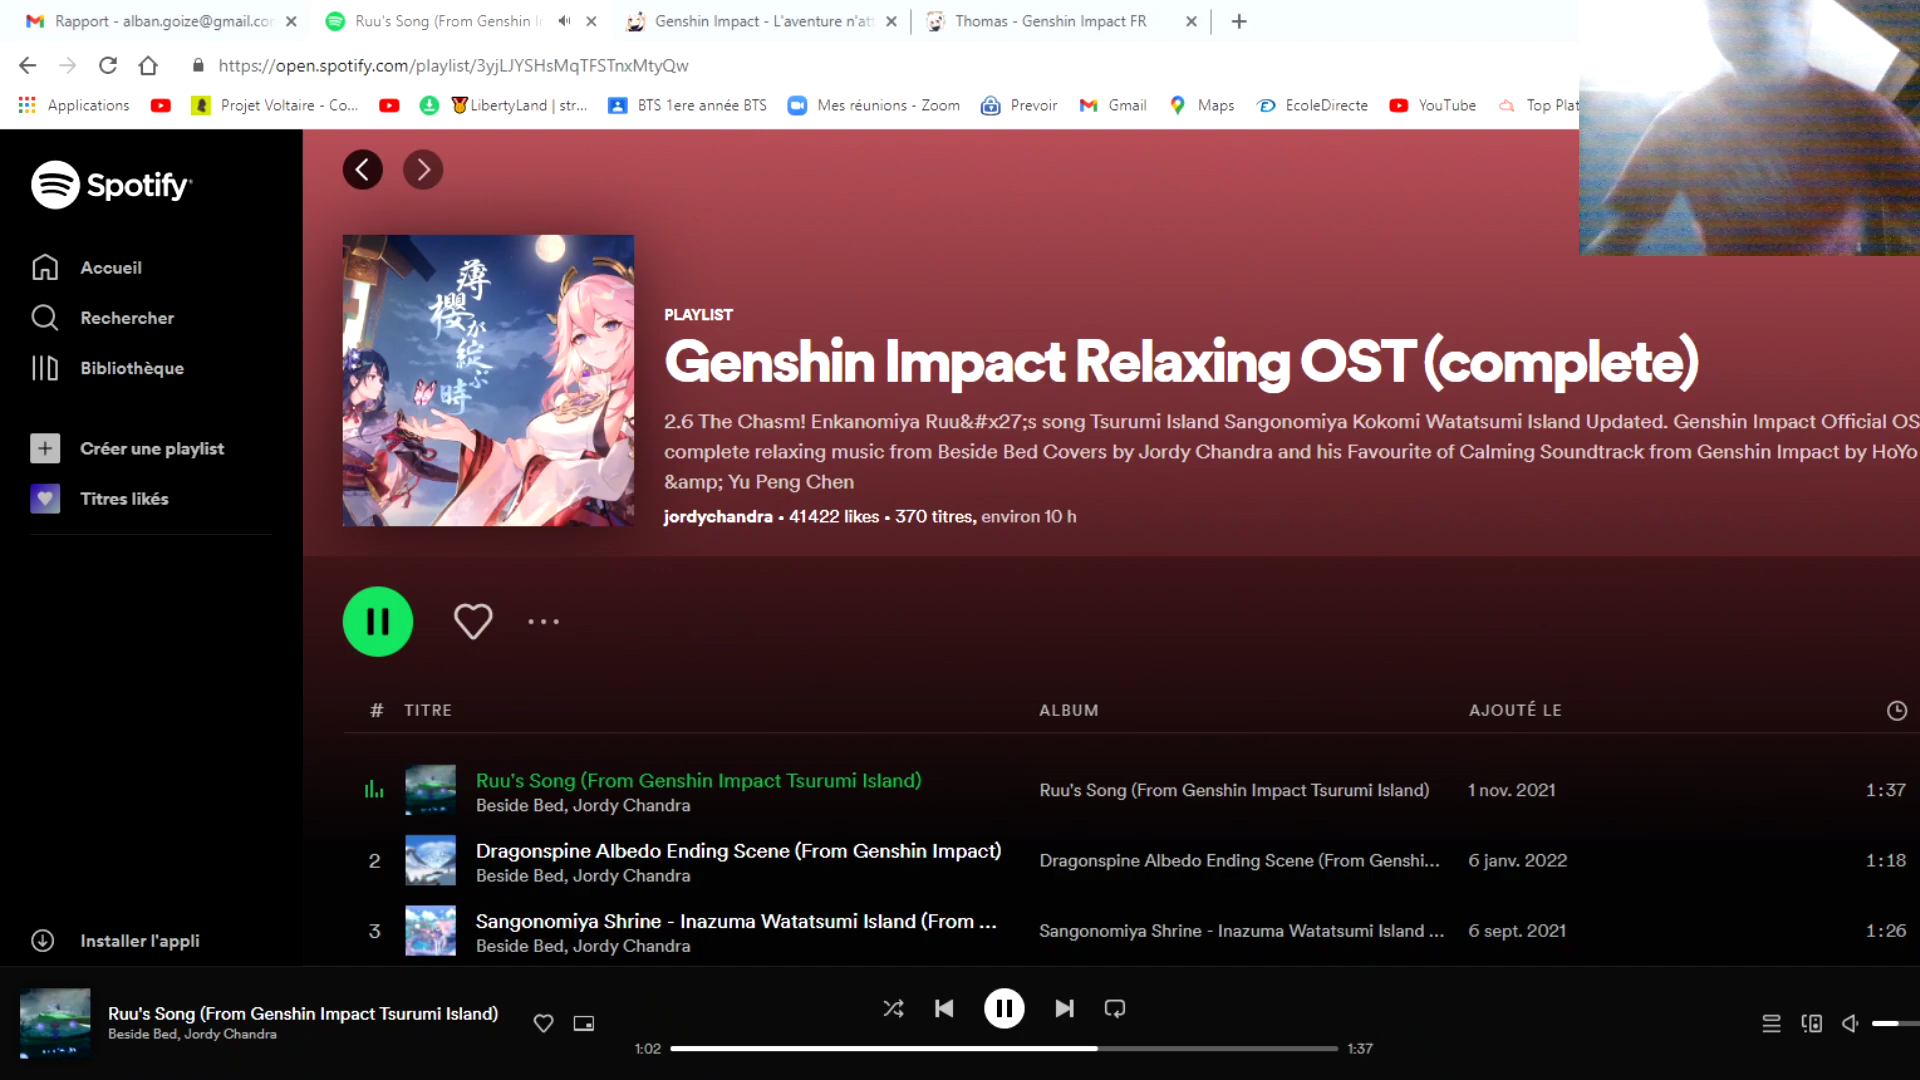 Rapport - alban.goize@gmail.co
Ruu's Song (From Genshin I
Genshin Impact - L'aventure n'at
Thomas - Genshin Impact FR
https://open.spotify.com/playlist/3yjLJYSHsMqTFSTnxMtyQw
Applications
Projet Voltaire - Co...
LibertyLand | str...
BTS 1ere année BTS
Mes réunions - Zoom
Prevoir
Gmail
Maps
EcoleDirecte
YouTube
Top Plat
Spotify
Accueil
Rechercher
Bibliothèque
Créer une playlist
Titres likés
Installer l'appli
薄櫻が綻ぶ時
PLAYLIST
Genshin Impact Relaxing OST (complete)
2.6 The Chasm! Enkanomiya Ruu&#x27;s song Tsurumi Island Sangonomiya Kokomi Watatsumi Island Updated. Genshin Impact Official OS
complete relaxing music from Beside Bed Covers by Jordy Chandra and his Favourite of Calming Soundtrack from Genshin Impact by HoYo
&amp; Yu Peng Chen
jordychandra • 41422 likes • 370 titres, environ 10 h
# TITRE ALBUM AJOUTÉ LE
Ruu's Song (From Genshin Impact Tsurumi Island)
Beside Bed, Jordy Chandra
Ruu's Song (From Genshin Impact Tsurumi Island) 1 nov. 2021 1:37
2 Dragonspine Albedo Ending Scene (From Genshin Impact)
Beside Bed, Jordy Chandra
Dragonspine Albedo Ending Scene (From Genshi... 6 janv. 2022 1:18
3 Sangonomiya Shrine - Inazuma Watatsumi Island (From ...
Beside Bed, Jordy Chandra
Sangonomiya Shrine - Inazuma Watatsumi Island ... 6 sept. 2021 1:26
Ruu's Song (From Genshin Impact Tsurumi Island)
Beside Bed, Jordy Chandra
1:02 1:37